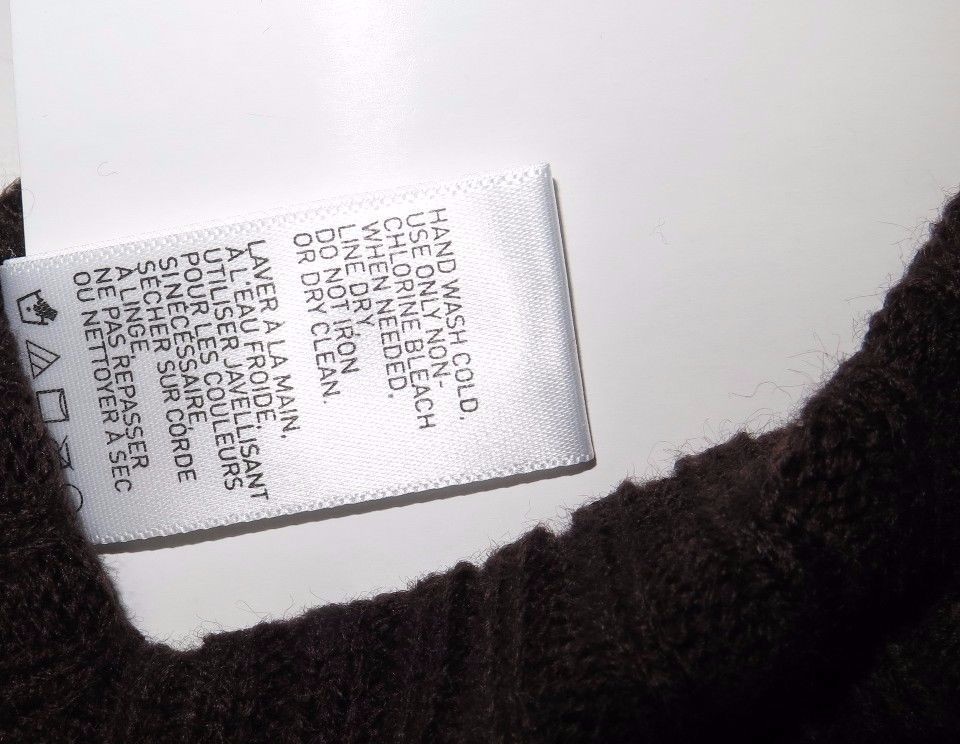 HAND WASH COLD.
USE ONLY NON-
CHLORINE BLEACH
WHEN NEEDED.
LINE DRY.
DO NOT IRON
OR DRY CLEAN.
LAVER À LA MAIN,
À L'EAU FROIDE,
UTILISER JAVELLISANT
POUR LES COULEURS
SI NÉCESSAIRE,
SÉCHER SUR CORDE
À LINGE,
NE PAS REPASSER
OU NETTOYER À SEC